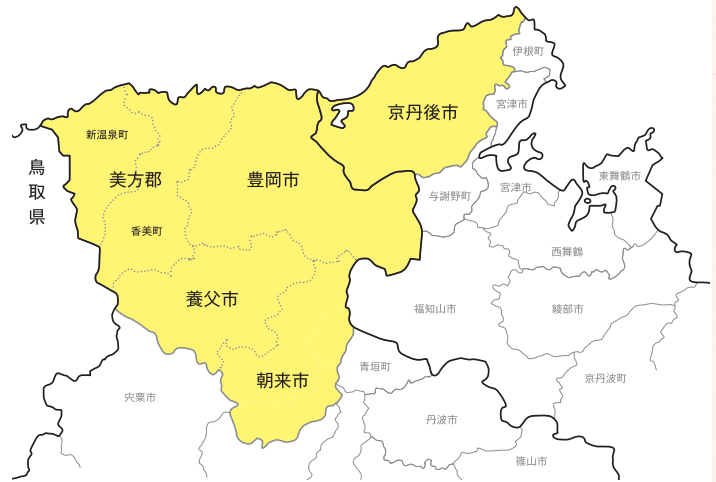 伊根町
宮津市
京丹後市
新温泉町
鳥取県
美方郡
豊岡市
東舞鶴市
宮津市
与謝野町
香美町
西舞鶴
養父市
福知山市
綾部市
青垣町
朝来市
京丹波町
宍粟市
丹波市
篠山市